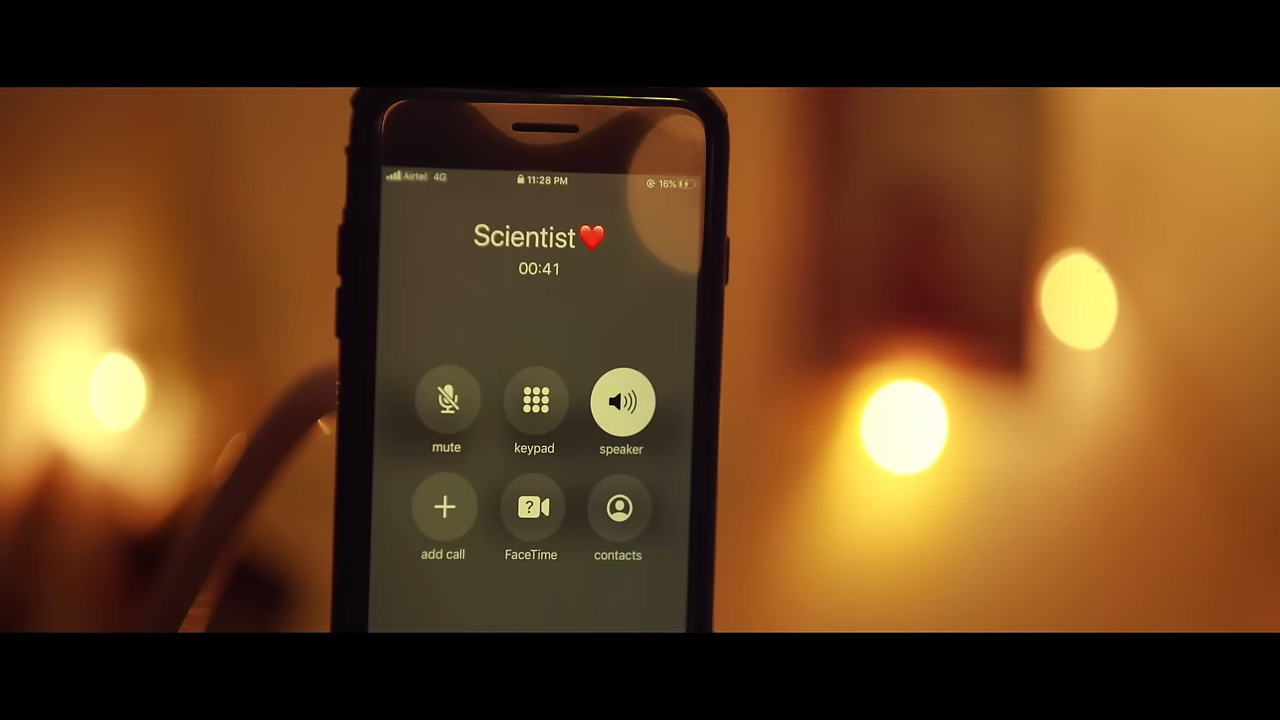 Airtel 4G 11:28 PM 16%
Scientist❤️
00:41
mute keypad speaker
add call FaceTime contacts